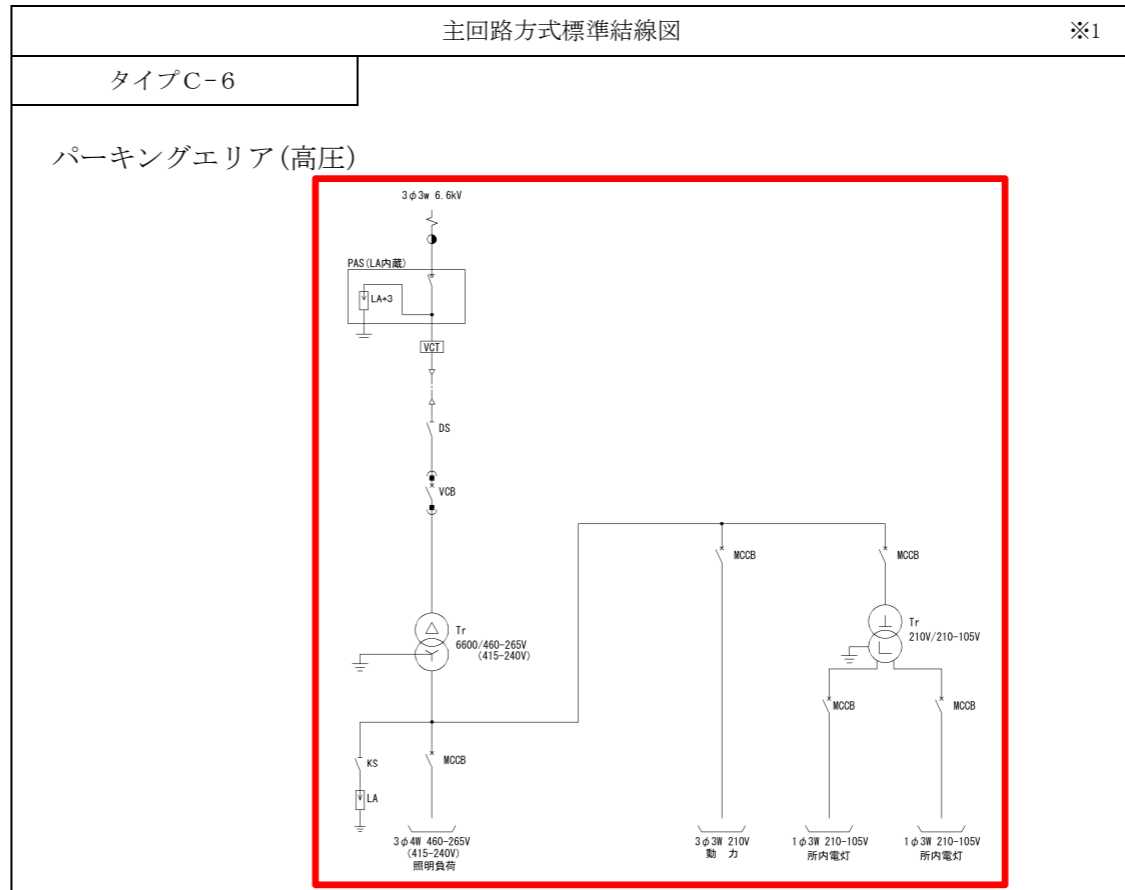 主回路方式標準結線図 ※1
タイプC-6
パーキングエリア(高圧)
3φ3w 6.6kV
PAS(LA内蔵)
LA*3
VCT
DS
VCB
MCCB
MCCB
Tr
6600/460-265V
(415-240V)
Tr
210V/210-105V
MCCB
MCCB
KS
MCCB
LA
3φ4W 460-265V
(415-240V)
照明負荷
3φ3W 210V
動 力
1φ3W 210-105V
所内電灯
1φ3W 210-105V
所内電灯